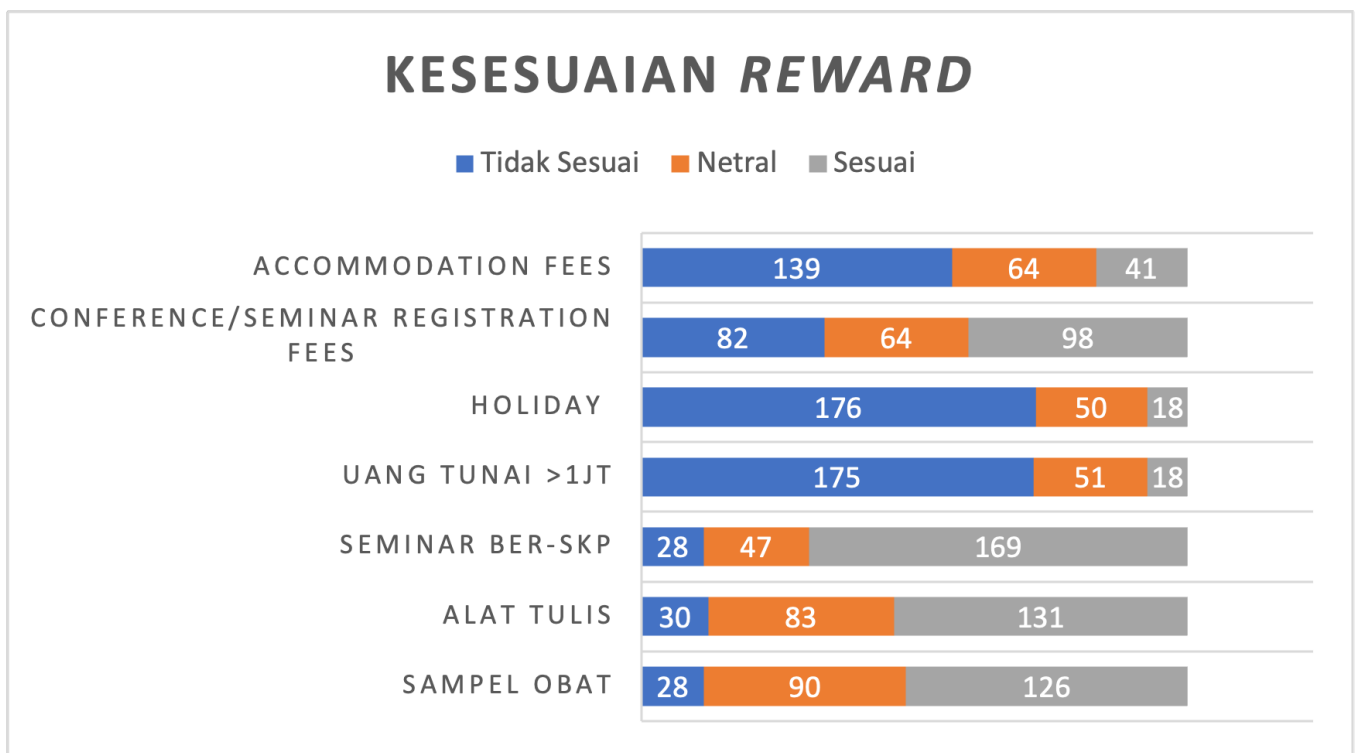 KESESUAIAN REWARD
Tidak Sesuai Netral Sesuai
ACCOMMODATION FEES 139 64 41
CONFERENCE/SEMINAR REGISTRATION
FEES 82 64 98
HOLIDAY 176 50 18
UANG TUNAI >1JT 175 51 18
SEMINAR BER-SKP 28 47 169
ALAT TULIS 30 83 131
SAMPEL OBAT 28 90 126